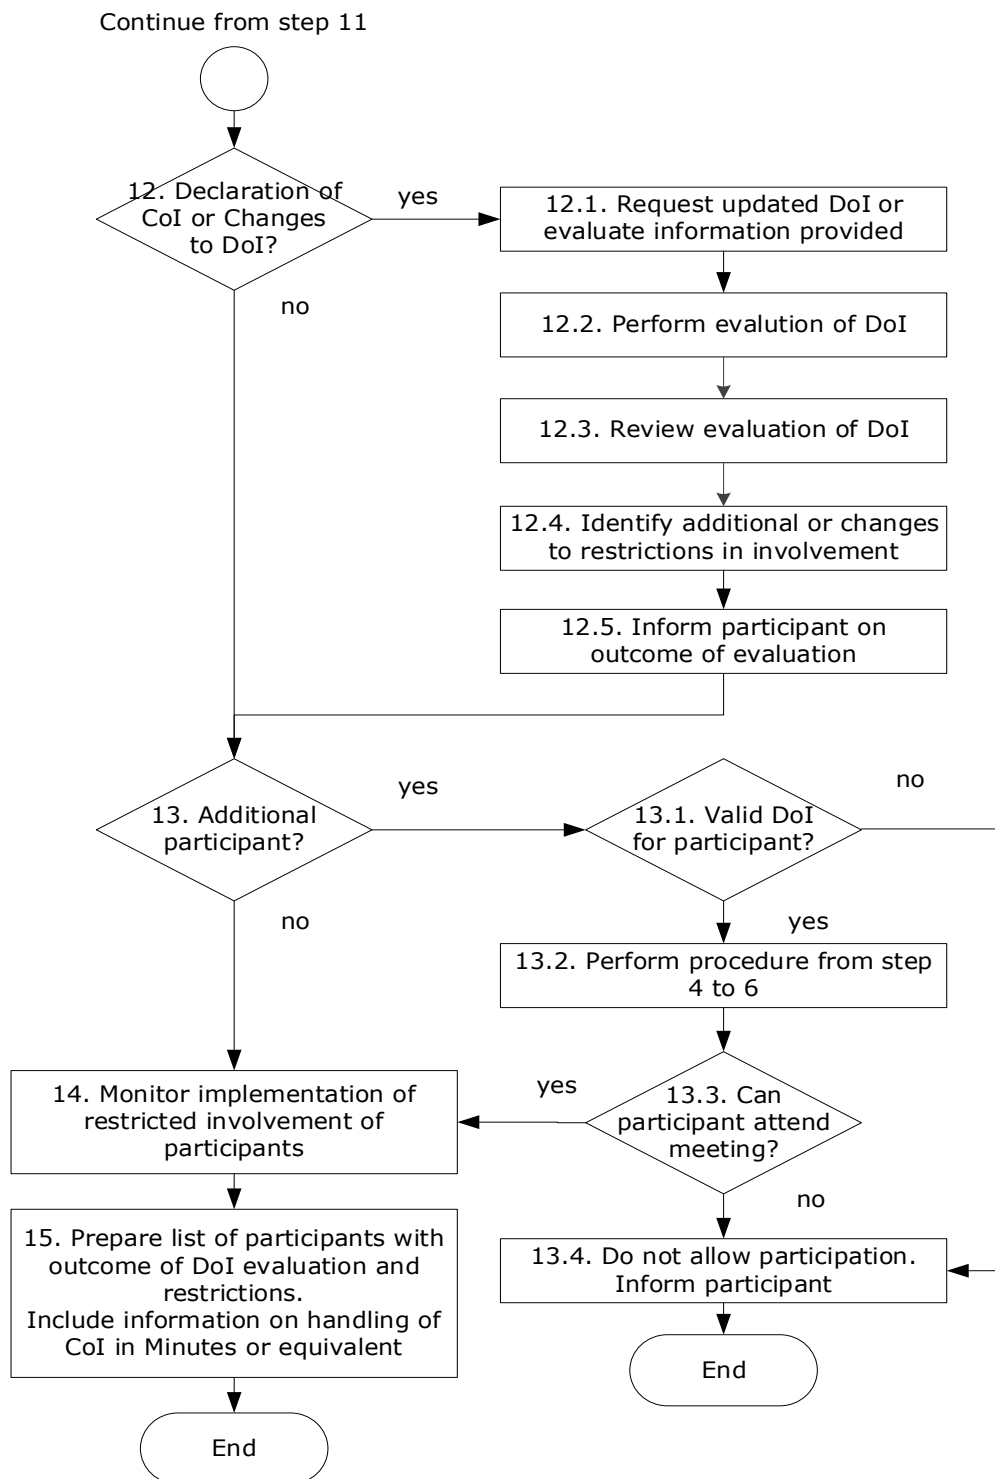 Continue from step 11
12. Declaration of
CoI or Changes
to DoI?
yes
no
12.1. Request updated DoI or
evaluate information provided
12.2. Perform evalution of DoI
12.3. Review evaluation of DoI
12.4. Identify additional or changes
to restrictions in involvement
12.5. Inform participant on
outcome of evaluation
13. Additional
participant?
yes
no
13.1. Valid DoI
for participant?
no
yes
13.2. Perform procedure from step
4 to 6
13.3. Can
participant attend
meeting?
yes
no
13.4. Do not allow participation.
Inform participant
End
14. Monitor implementation of
restricted involvement of
participants
15. Prepare list of participants with
outcome of DoI evaluation and
restrictions.
Include information on handling of
CoI in Minutes or equivalent
End